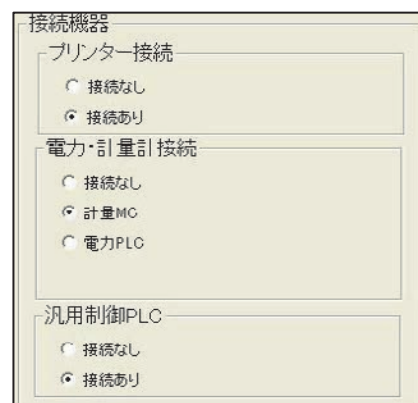 接続機器
プリンター接続
接続なし
接続あり
電力・計量計接続
接続なし
計量MC
電力PLC
汎用制御PLC
接続なし
接続あり